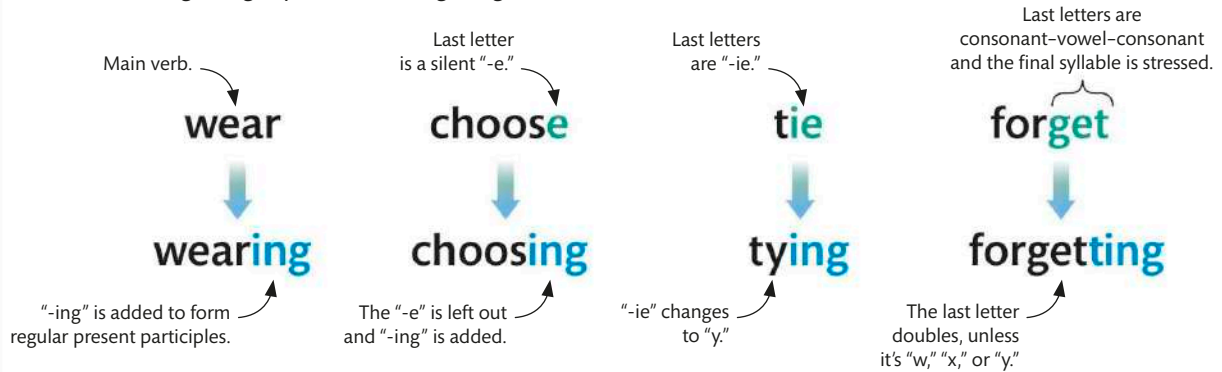 Main verb.
wear
wearing
"-ing" is added to form
regular present participles.
Last letter
is a silent "-e."
choose
choosing
The "-e" is left out
and "-ing" is added.
Last letters
are "-ie."
tie
tying
"-ie" changes
to "y."
Last letters are
consonant–vowel–consonant
and the final syllable is stressed.
forget
forgetting
The last letter
doubles, unless
it's "w," "x," or "y."